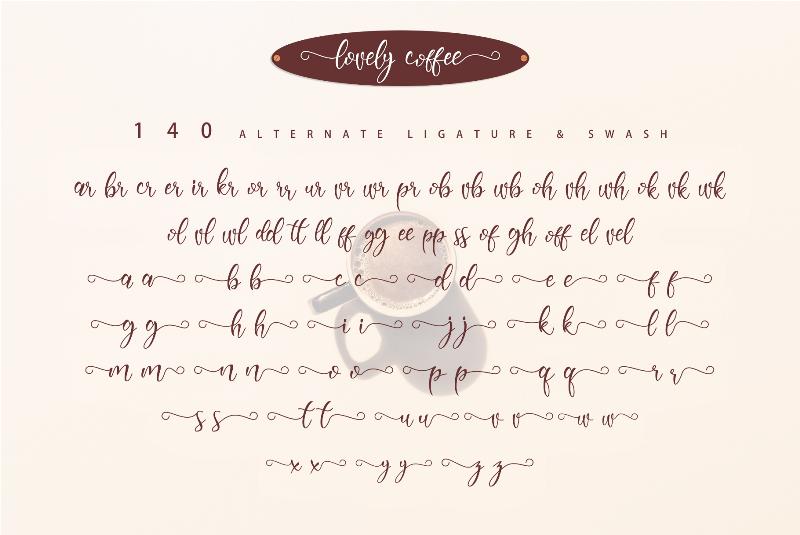 lovely coffee
140 ALTERNATE LIGATURE & SWASH
ar br cr er ir kr or rr ur vr wr pr ob vb wb oh vh wh ok vk wk
ol vl wl dd tt ll ff gg ee pp ss of gh off el vel
a a b b c c d d e e f f
g g h h i i j j k k l l
m m n n o o p p q q r r
s s t t u u v v w w
x x y y z z